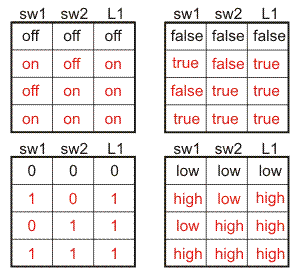 sw1 sw2 L1
off off off
on off on
off on on
on on on
sw1 sw2 L1
false false false
true false true
false true true
true true true
sw1 sw2 L1
0 0 0
1 0 1
0 1 1
1 1 1
sw1 sw2 L1
low low low
high low high
low high high
high high high